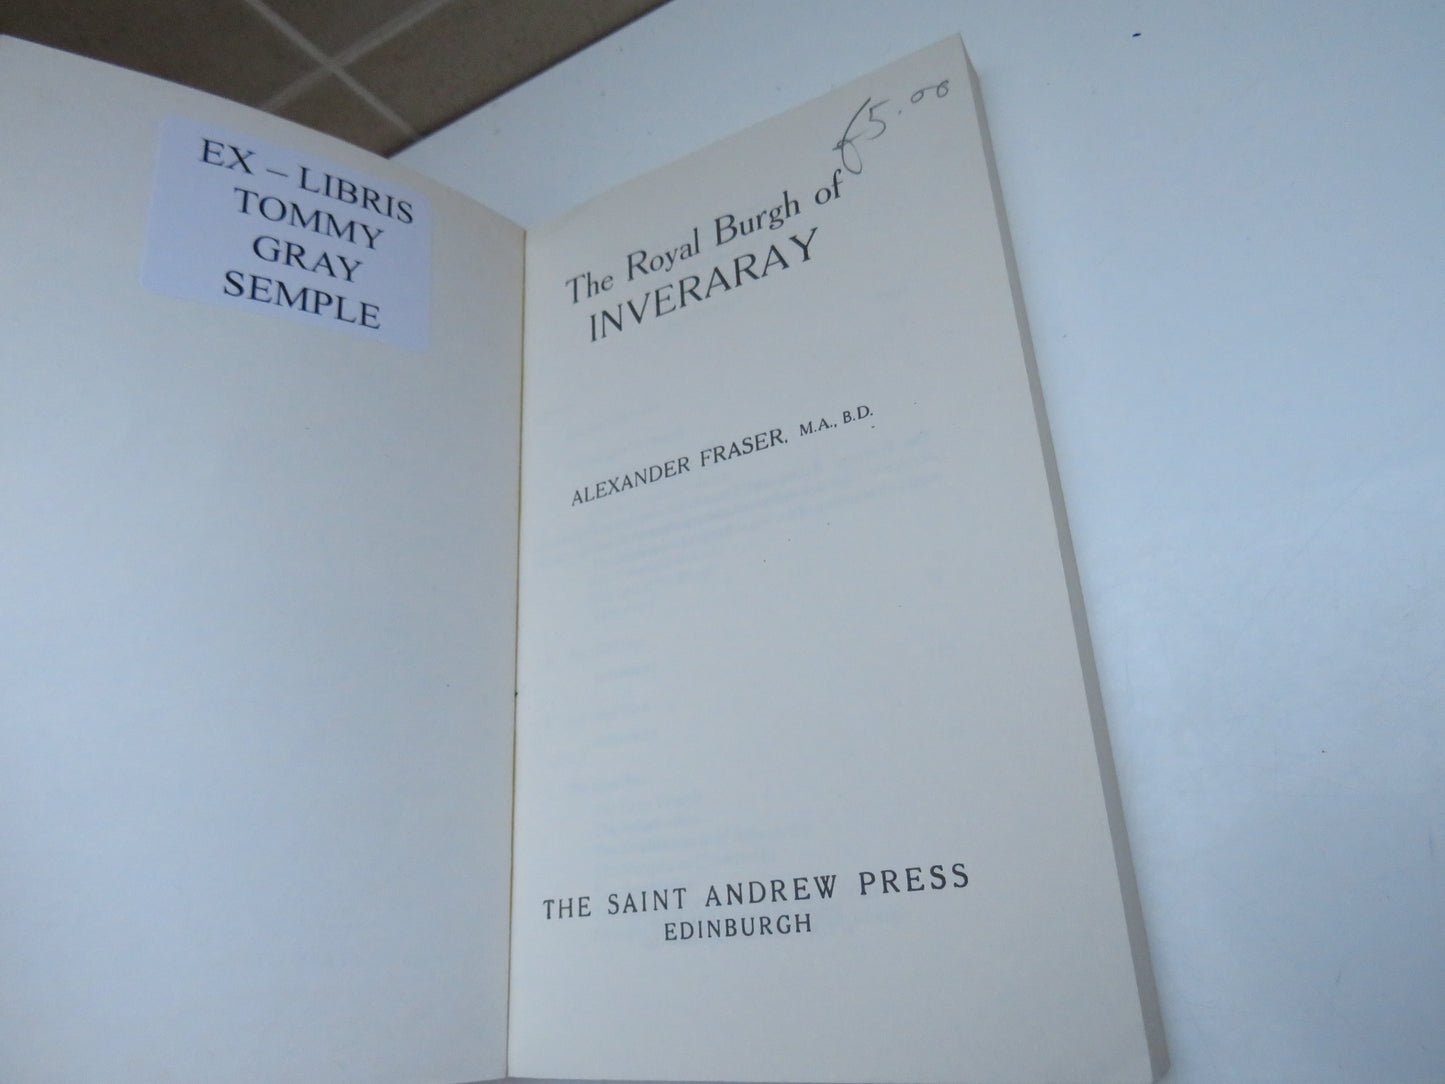 EX – LIBRIS
TOMMY
GRAY
SEMPLE
£5.00
The Royal Burgh of
INVERARAY
ALEXANDER FRASER, M.A., B.D.
THE SAINT ANDREW PRESS
EDINBURGH